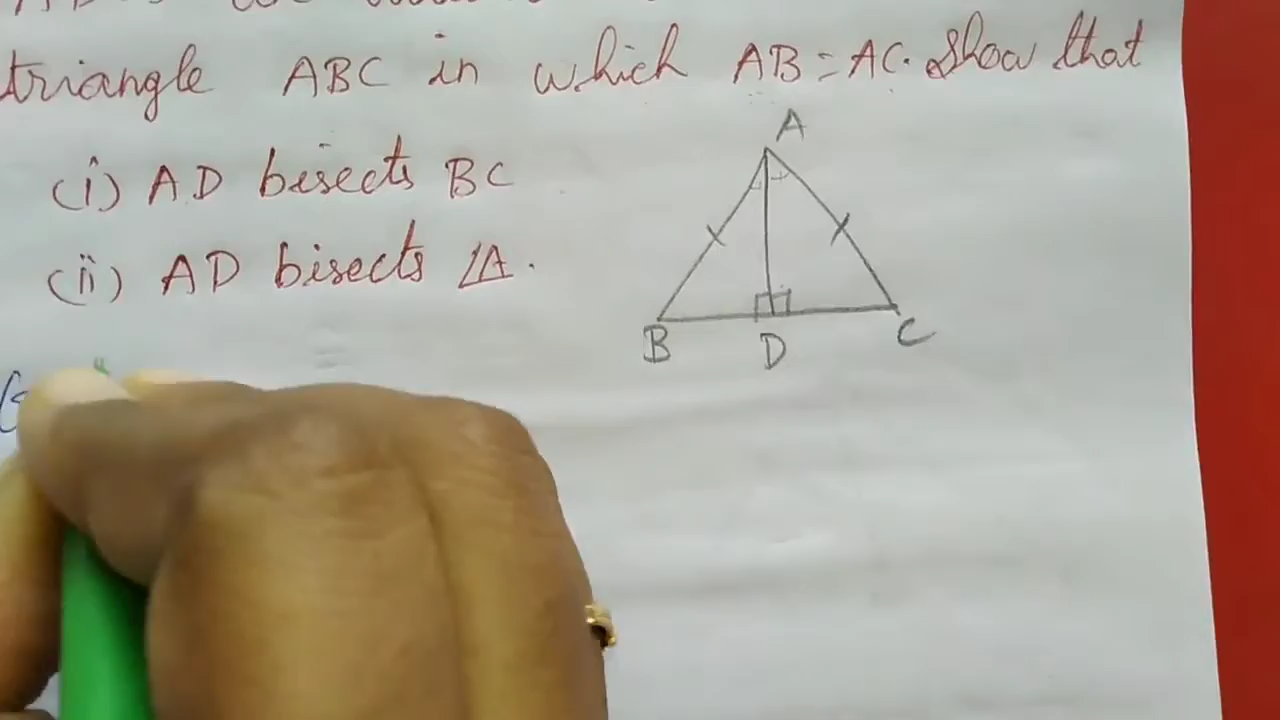 triangle ABC in which AB = AC. Show that
(i) AD bisects BC
(ii) AD bisects ∠A.
A
B
D
C